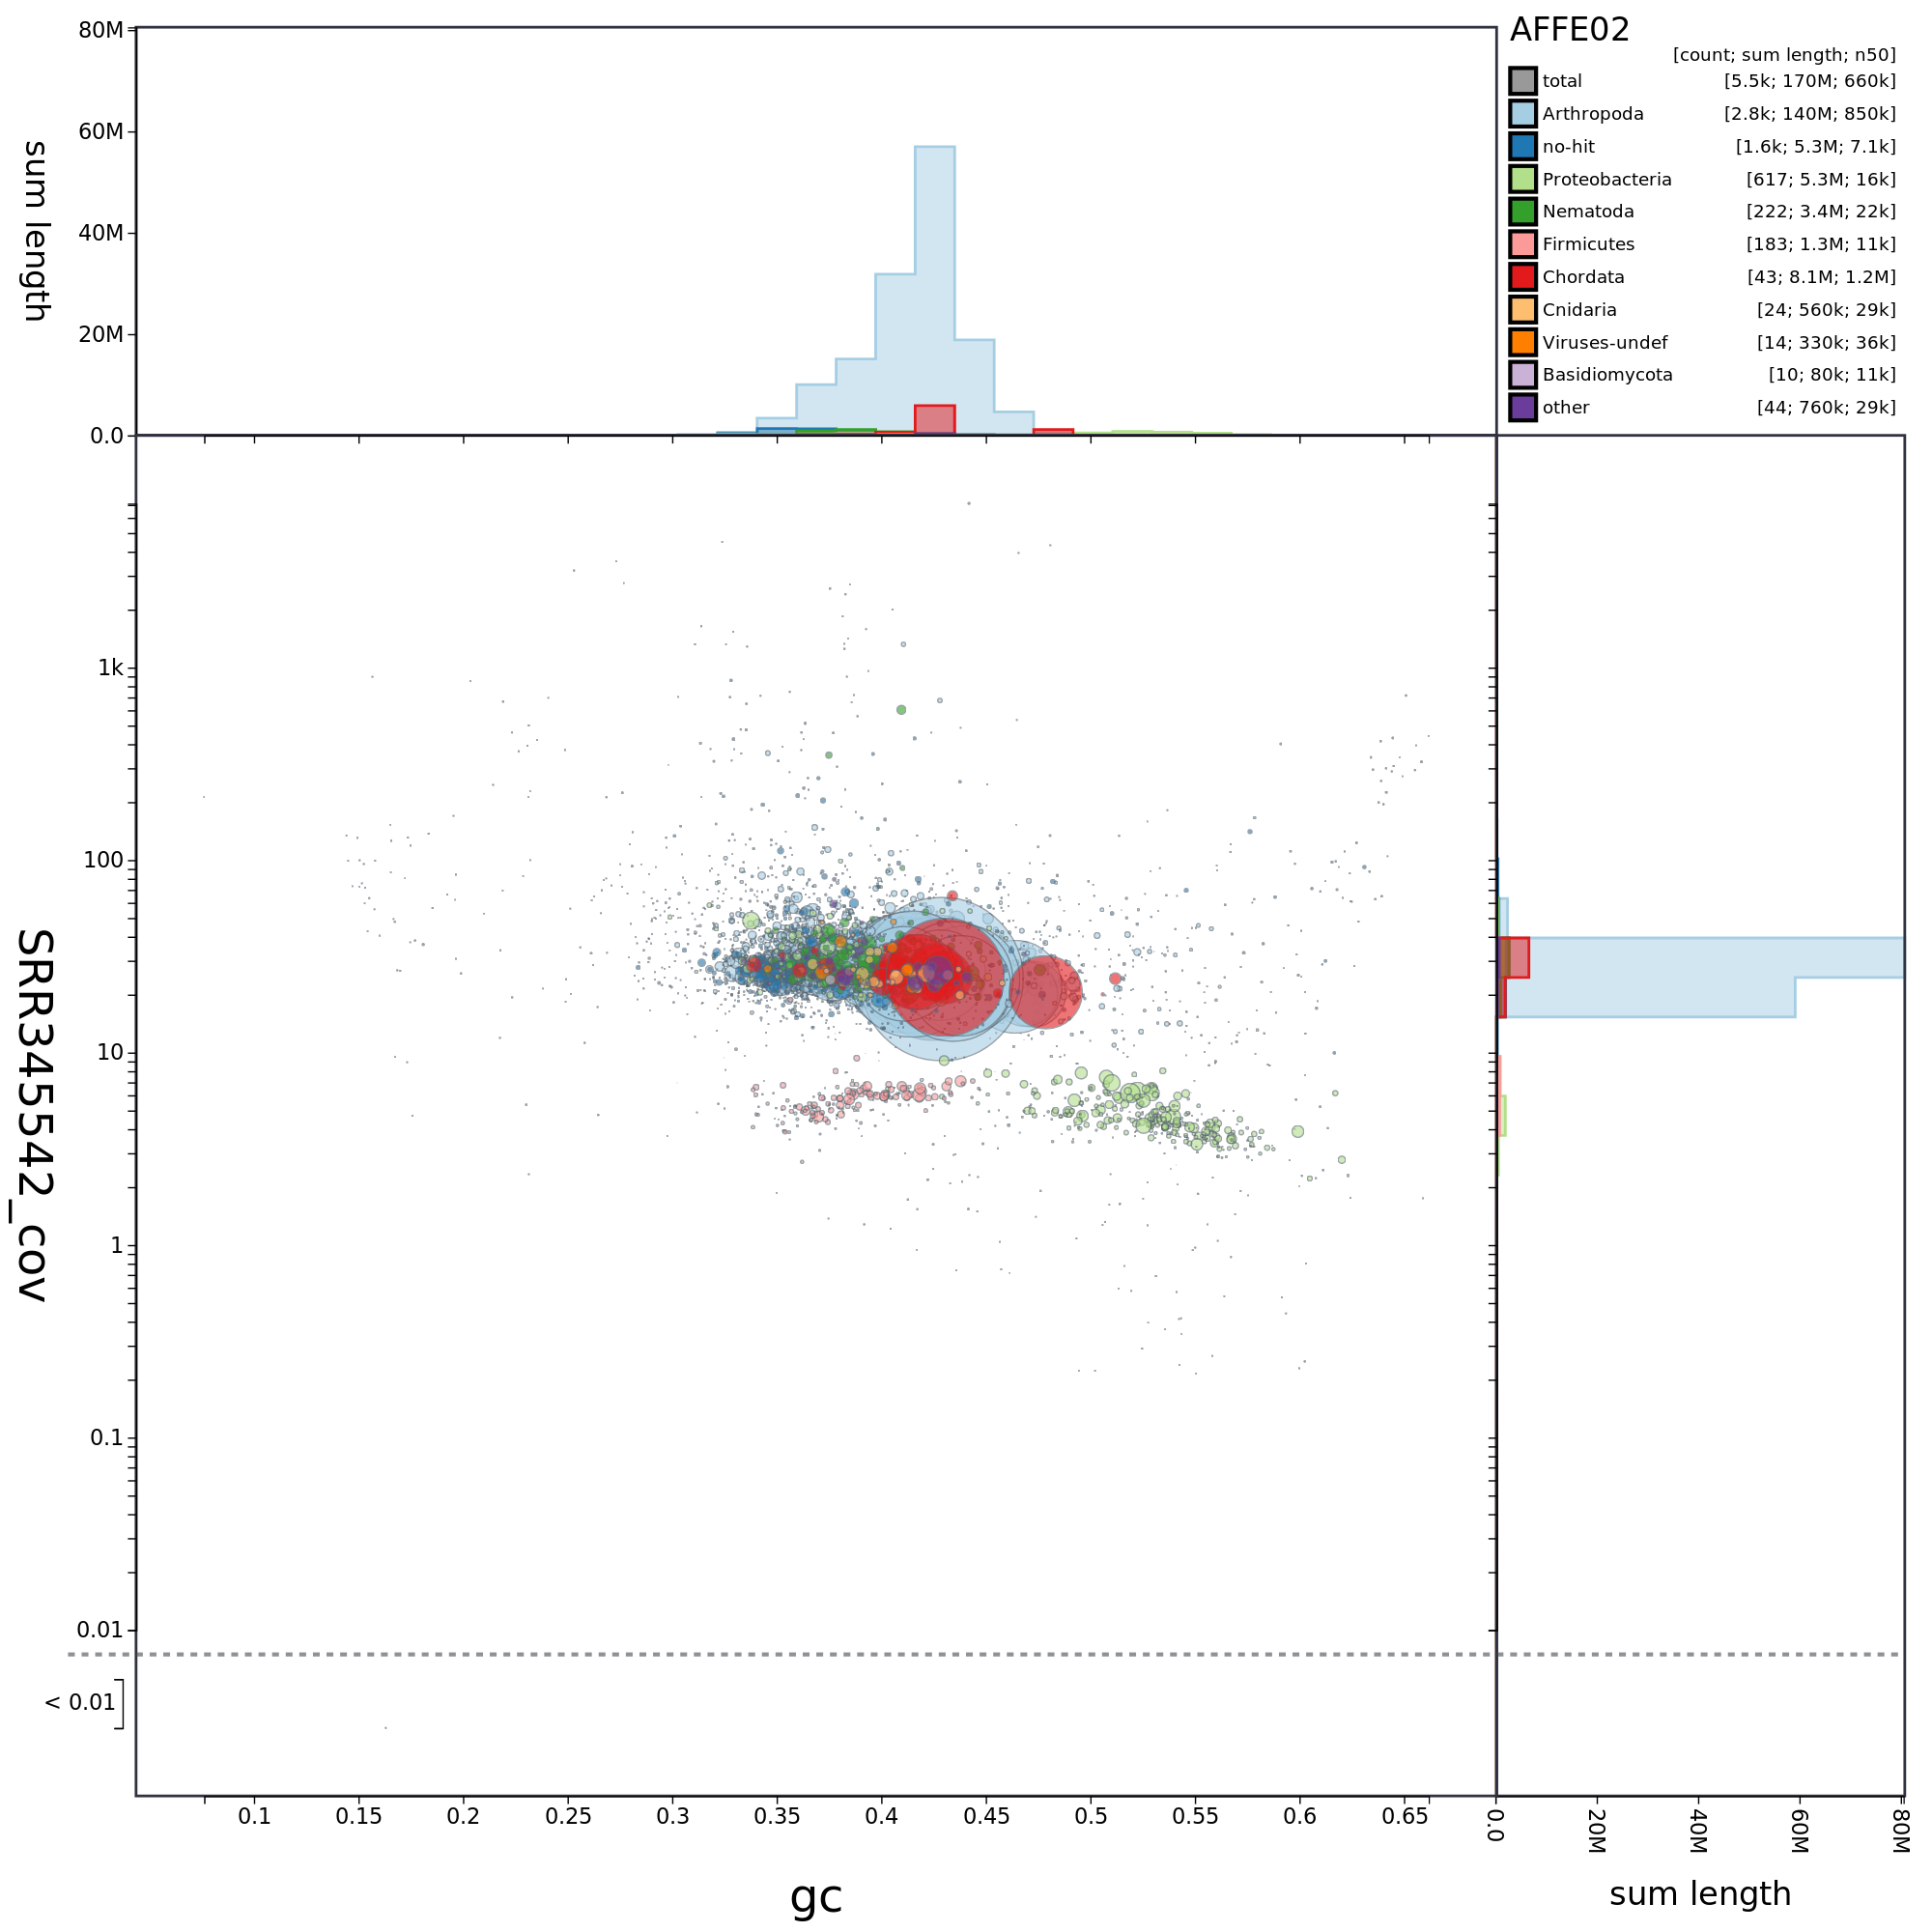 AFFE02
[count; sum length; n50]
total [5.5k; 170M; 660k]
Arthropoda [2.8k; 140M; 850k]
no-hit [1.6k; 5.3M; 7.1k]
Proteobacteria [617; 5.3M; 16k]
Nematoda [222; 3.4M; 22k]
Firmicutes [183; 1.3M; 11k]
Chordata [43; 8.1M; 1.2M]
Cnidaria [24; 560k; 29k]
Viruses-undef [14; 330k; 36k]
Basidiomycota [10; 80k; 11k]
other [44; 760k; 29k]
sum length
80M
60M
40M
20M
0.0
SRR345542_cov
1k
100
10
1
0.1
0.01
< 0.01
0.1 0.15 0.2 0.25 0.3 0.35 0.4 0.45 0.5 0.55 0.6 0.65
gc
0.0 20M 40M 60M 80M
sum length